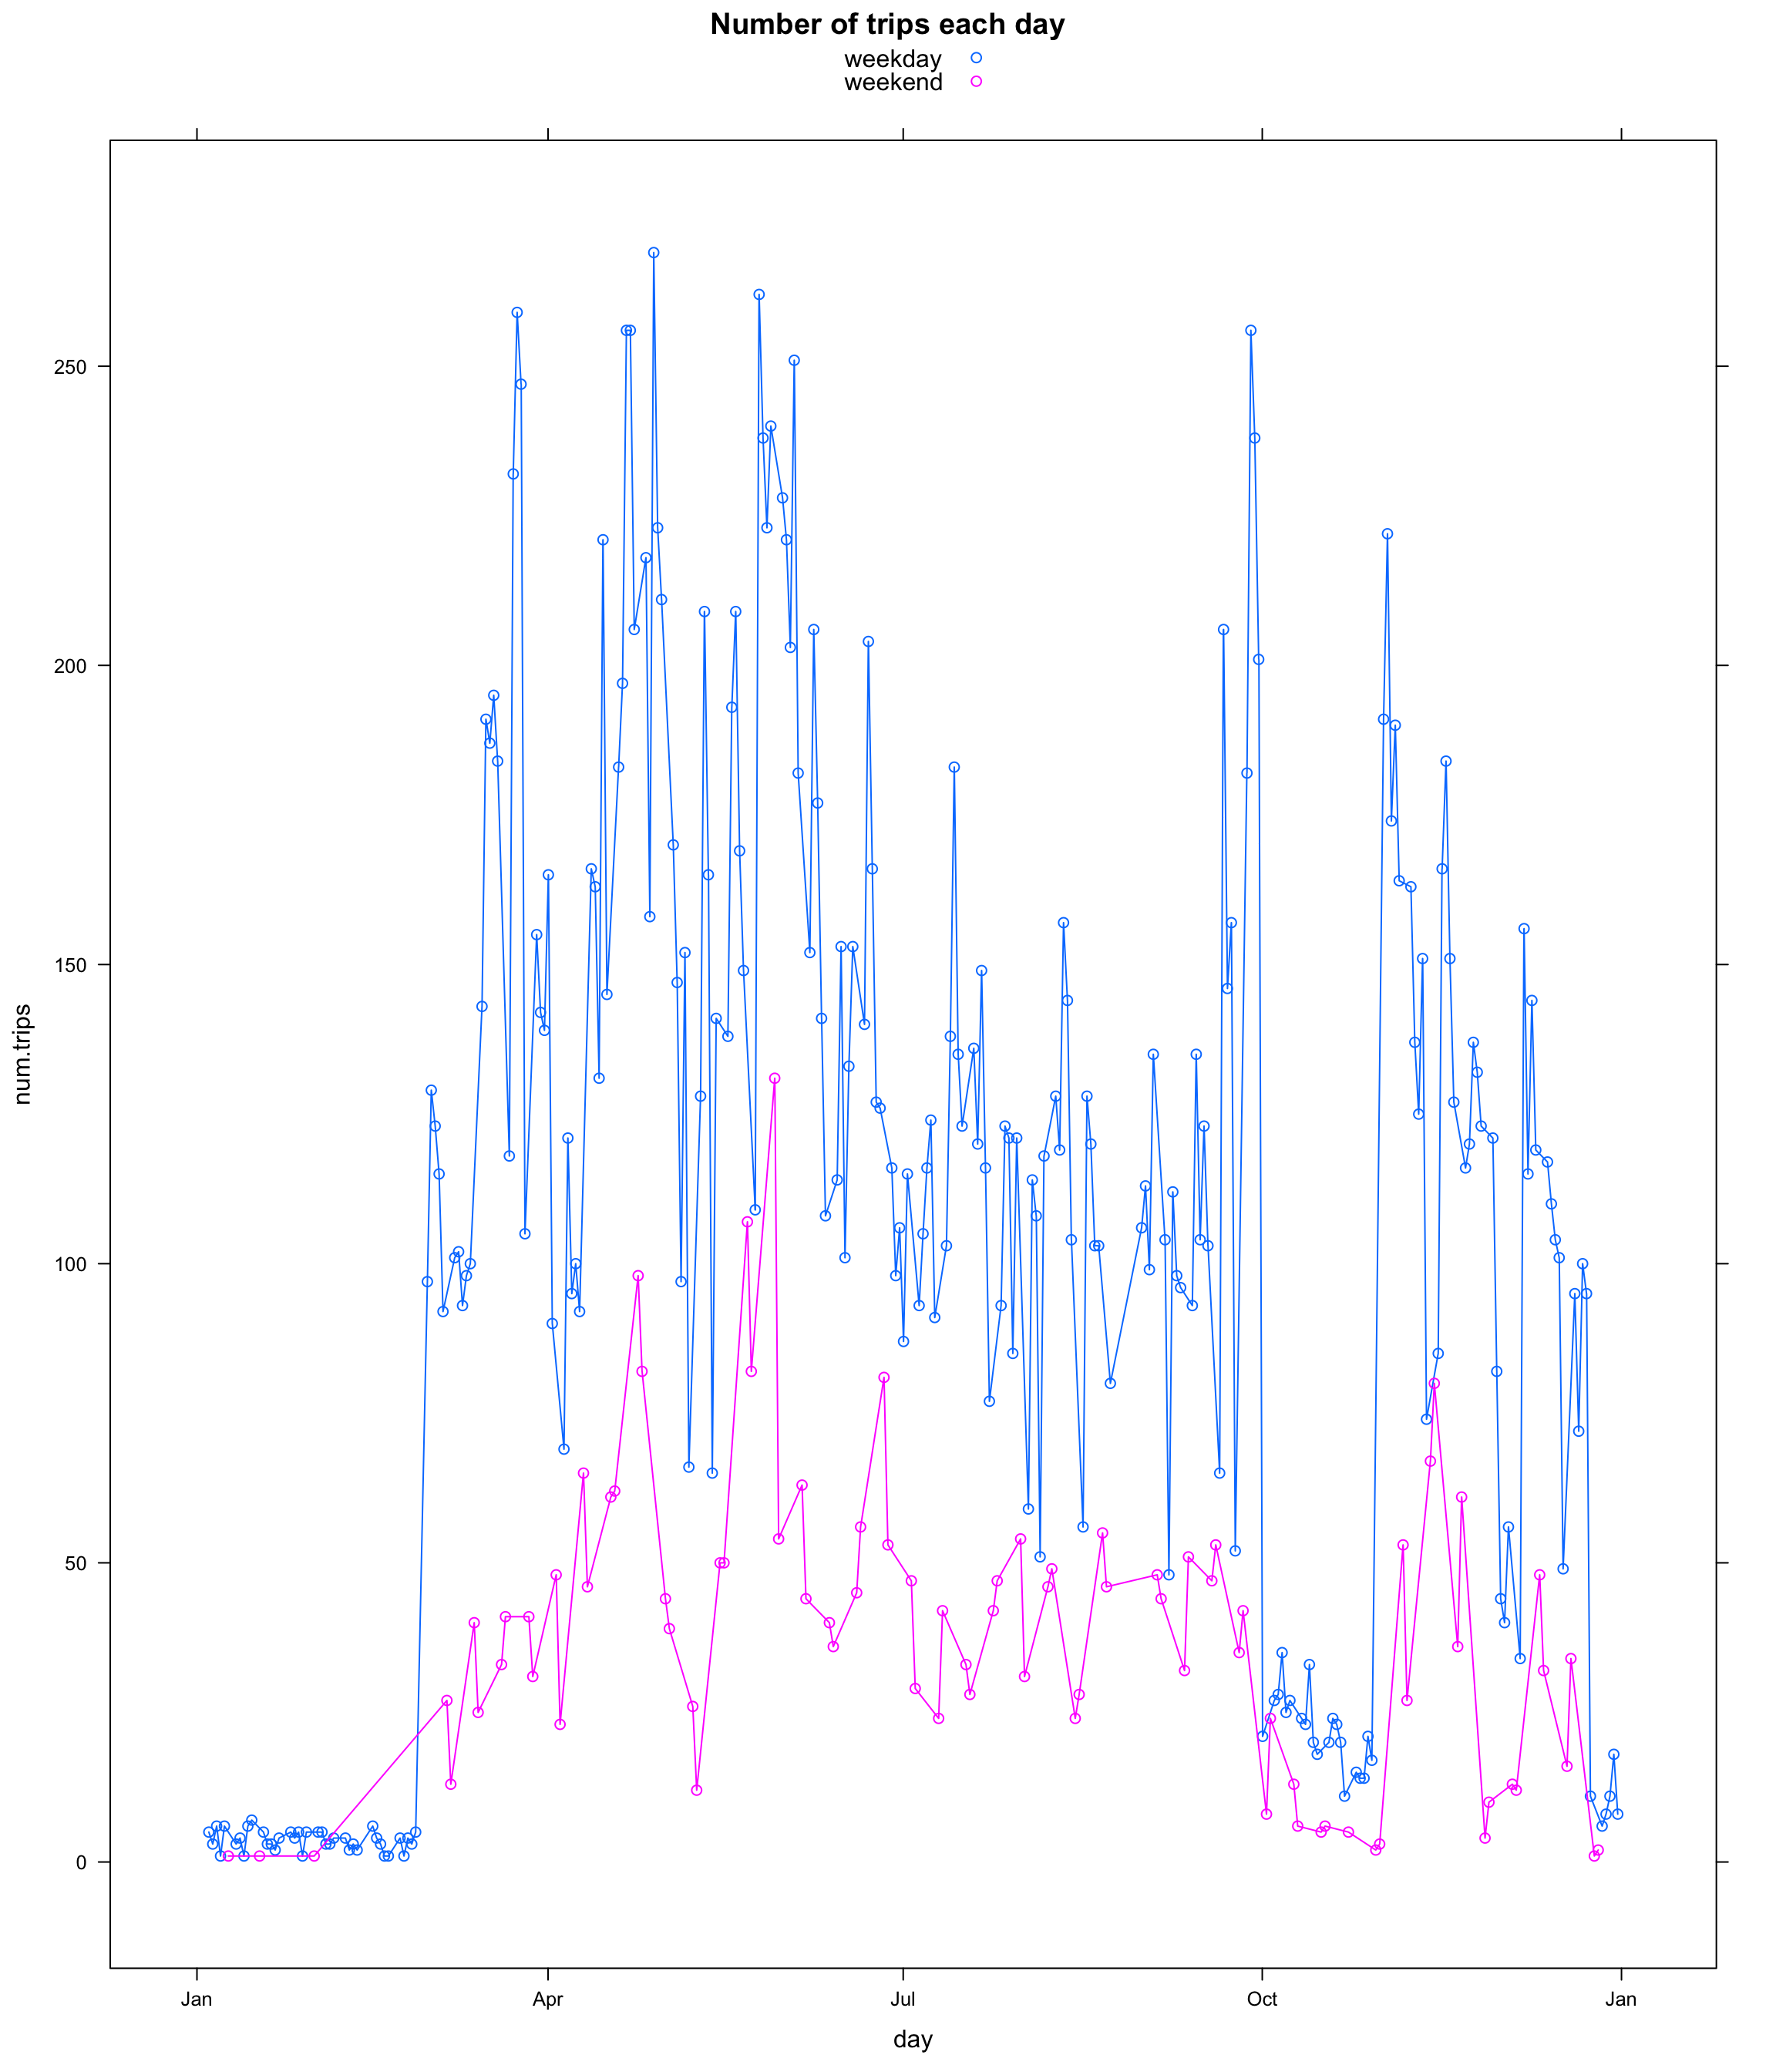 Number of trips each day
weekday
weekend
250
200
150
100
50
0
num.trips
Jan Apr Jul Oct Jan
day